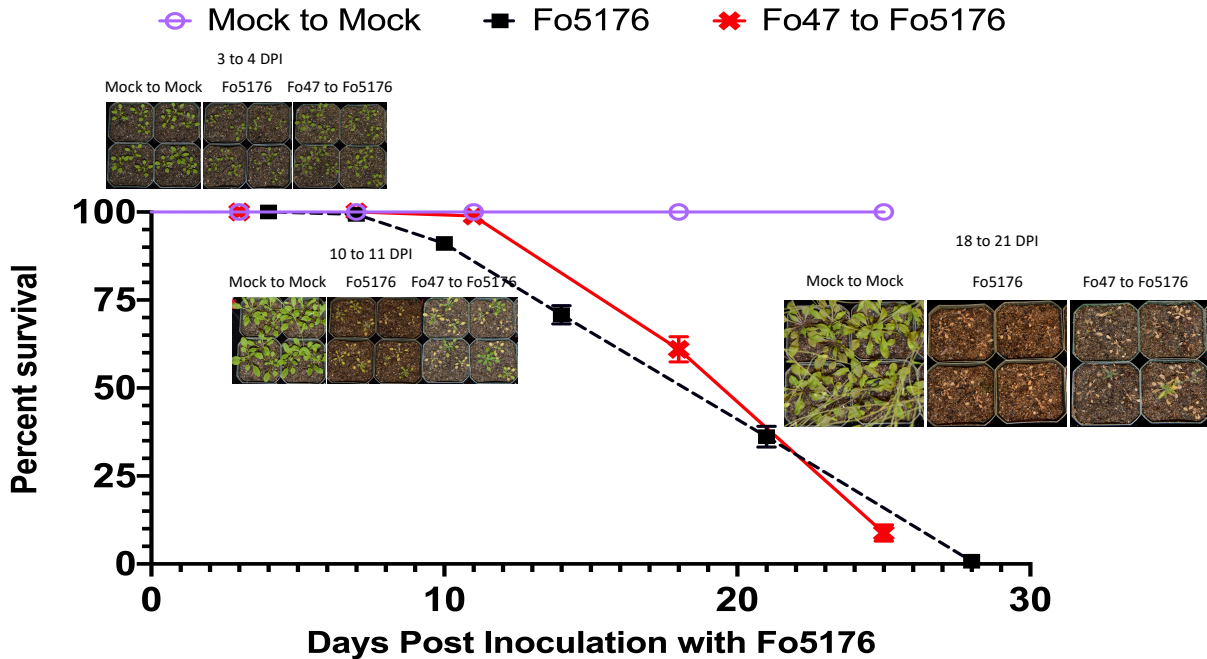 Mock to Mock Fo5176 Fo47 to Fo5176
3 to 4 DPI
Mock to Mock Fo5176 Fo47 to Fo5176
100
75
50
25
0
Percent survival
10 to 11 DPI
Mock to Mock Fo5176 Fo47 to Fo5176
18 to 21 DPI
Mock to Mock Fo5176 Fo47 to Fo5176
0 10 20 30
Days Post Inoculation with Fo5176